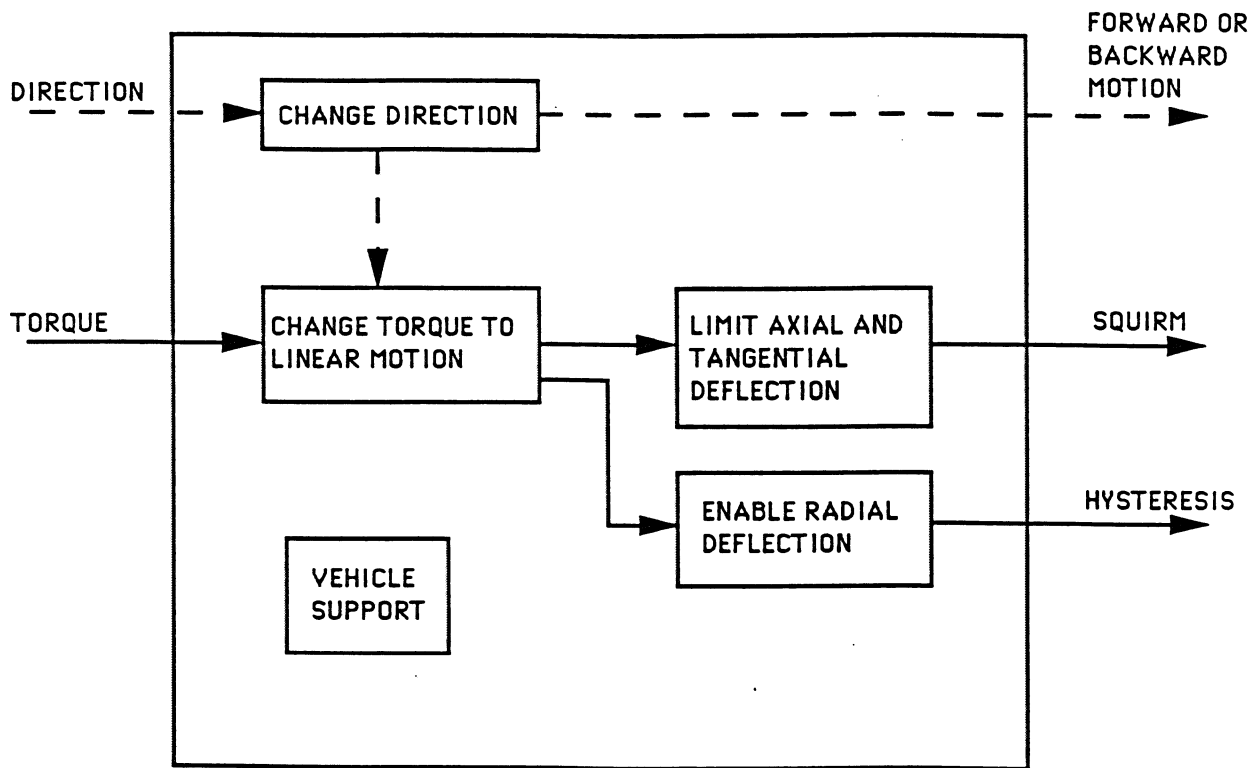 FORWARD OR
BACKWARD
MOTION
DIRECTION
CHANGE DIRECTION
TORQUE
CHANGE TORQUE TO
LINEAR MOTION
LIMIT AXIAL AND
TANGENTIAL
DEFLECTION
SQUIRM
ENABLE RADIAL
DEFLECTION
HYSTERESIS
VEHICLE
SUPPORT